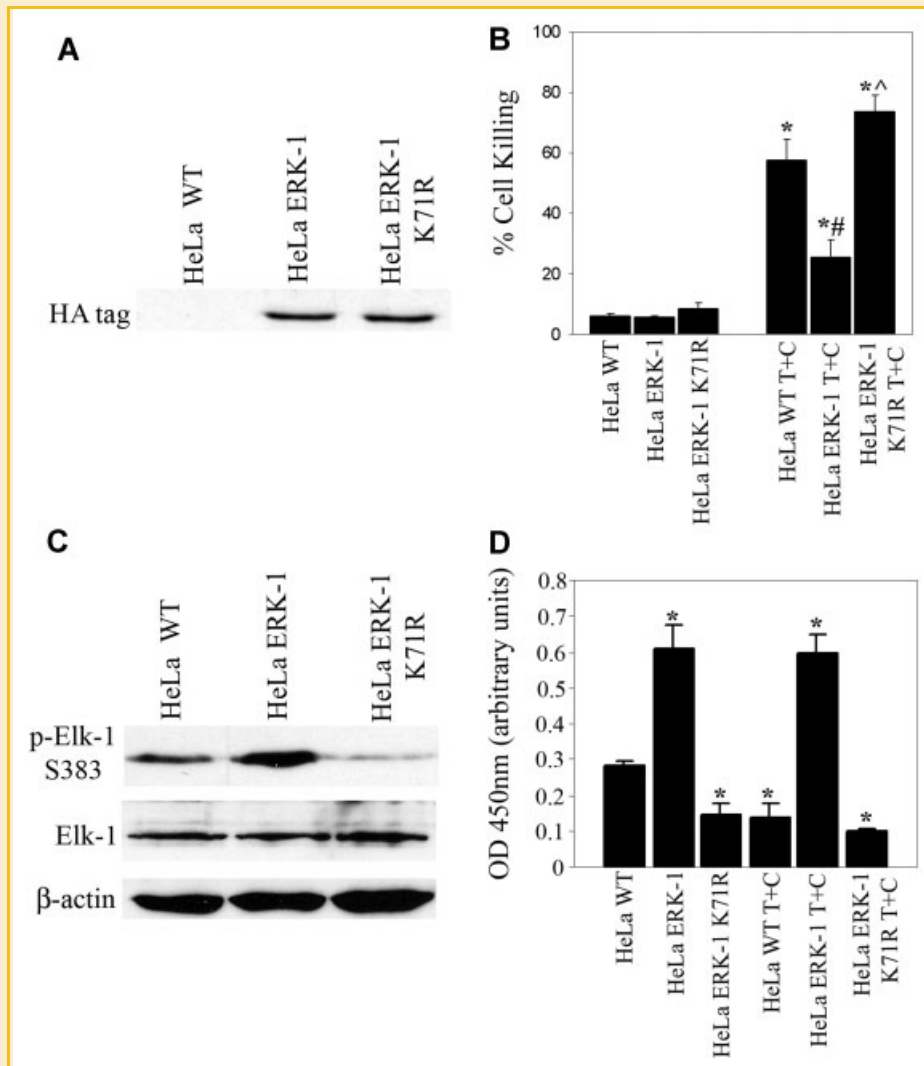 A
HeLa WT
HeLa ERK-1
HeLa ERK-1
K71R
HA tag
B
% Cell Killing
100
80
60
40
20
0
*
*#
*^
HeLa WT
HeLa ERK-1
HeLa ERK-1 K71R
HeLa WT T+C
HeLa ERK-1 T+C
HeLa ERK-1
K71R T+C
C
HeLa WT
HeLa ERK-1
HeLa ERK-1
K71R
p-Elk-1
S383
Elk-1
β-actin
D
OD 450nm (arbitrary units)
0.8
0.7
0.6
0.5
0.4
0.3
0.2
0.1
0
*
*
*
*
*
HeLa WT
HeLa ERK-1
HeLa ERK-1 K71R
HeLa WT T+C
HeLa ERK-1 T+C
HeLa ERK-1
K71R T+C